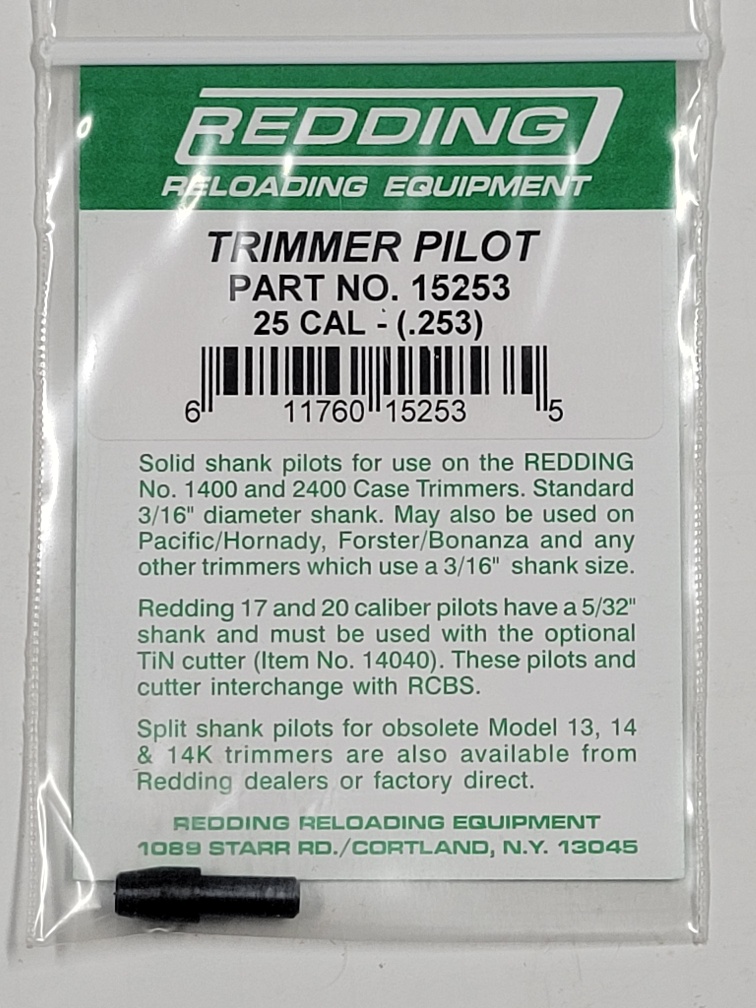 REDDING
RELOADING EQUIPMENT
TRIMMER PILOT
PART NO. 15253
25 CAL - (.253)
6 11760 15253 5
Solid shank pilots for use on the REDDING
No. 1400 and 2400 Case Trimmers. Standard
3/16" diameter shank. May also be used on
Pacific/Hornady, Forster/Bonanza and any
other trimmers which use a 3/16" shank size.
Redding 17 and 20 caliber pilots have a 5/32"
shank and must be used with the optional
TiN cutter (Item No. 14040). These pilots and
cutter interchange with RCBS.
Split shank pilots for obsolete Model 13, 14
& 14K trimmers are also available from
Redding dealers or factory direct.
REDDING RELOADING EQUIPMENT
1089 STARR RD./CORTLAND, N.Y. 13045